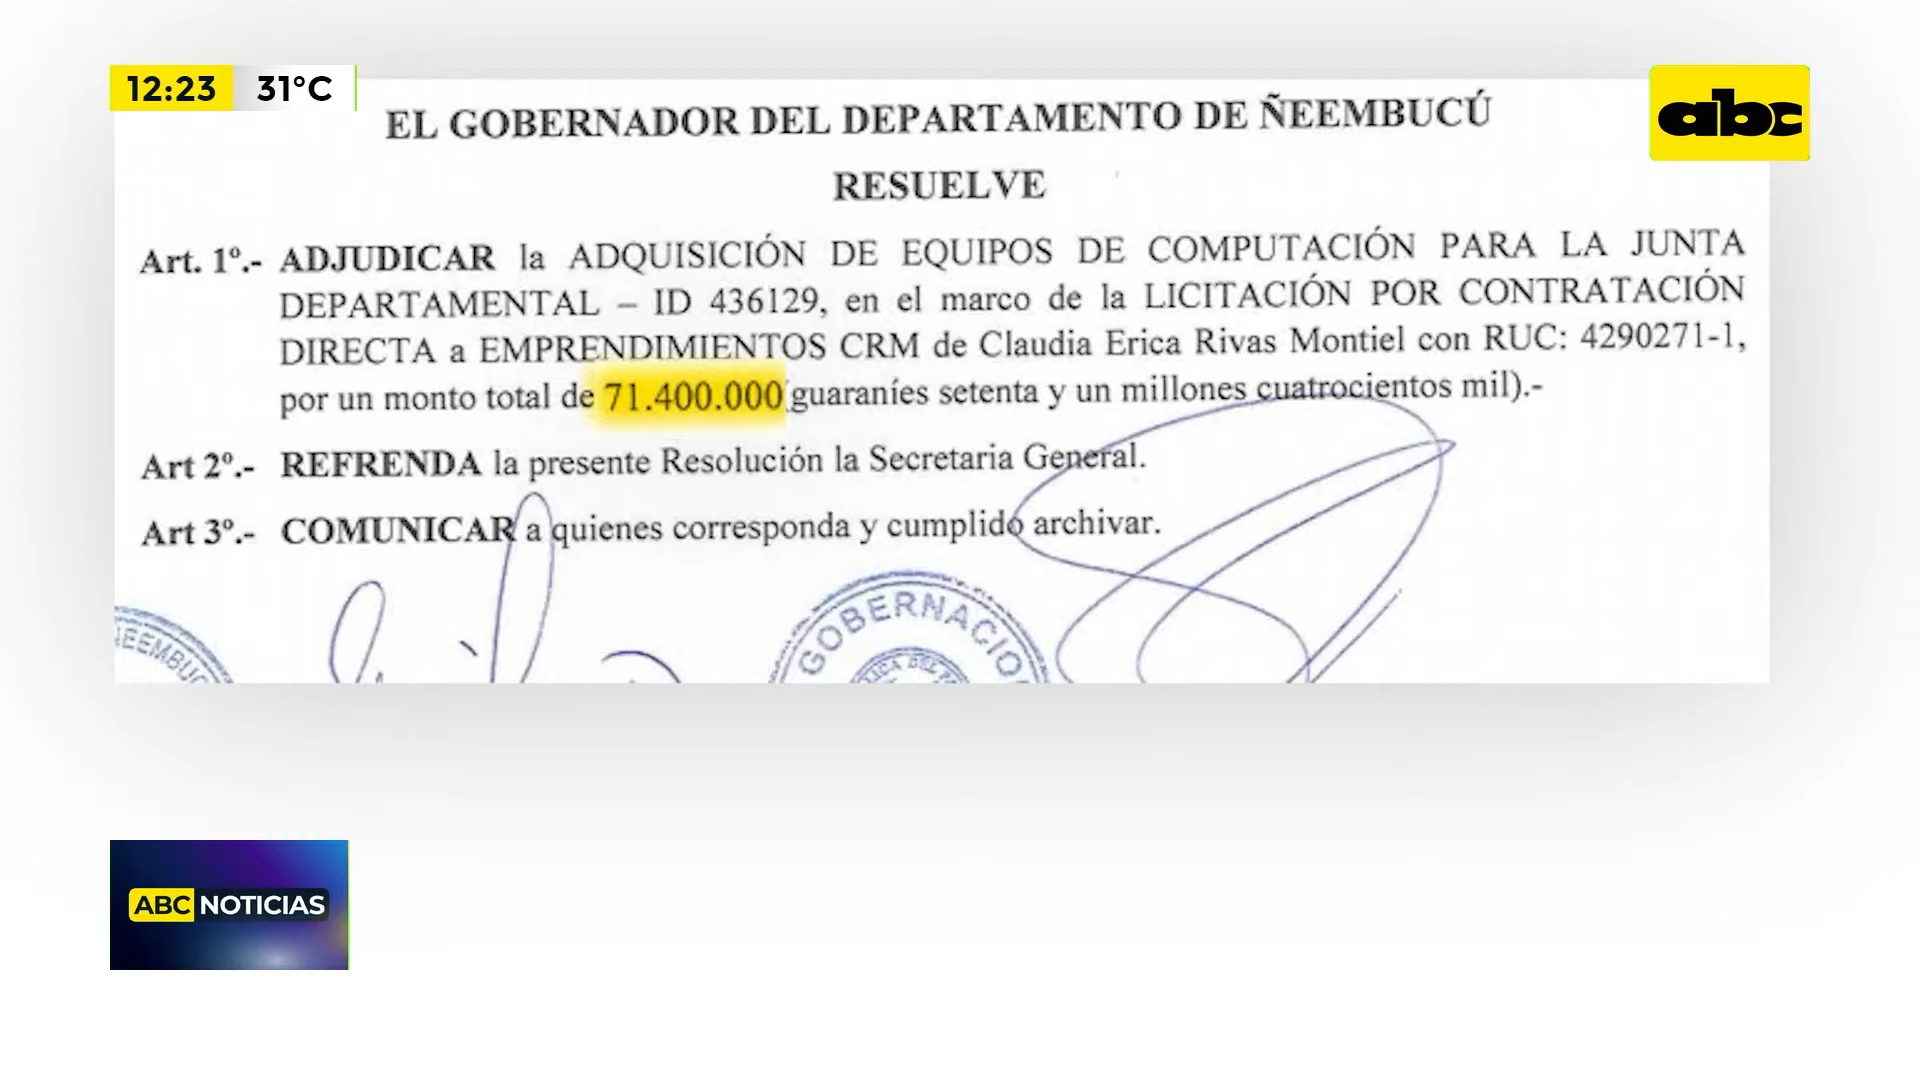 12:23 31°C
abc
EL GOBERNADOR DEL DEPARTAMENTO DE ÑEEMBUCÚ
RESUELVE
Art. 1º.- ADJUDICAR la ADQUISICIÓN DE EQUIPOS DE COMPUTACIÓN PARA LA JUNTA
DEPARTAMENTAL – ID 436129, en el marco de la LICITACIÓN POR CONTRATACIÓN
DIRECTA a EMPRENDIMIENTOS CRM de Claudia Erica Rivas Montiel con RUC: 4290271-1,
por un monto total de 71.400.000(guaraníes setenta y un millones cuatrocientos mil).-
Art 2º.- REFRENDA la presente Resolución la Secretaria General.
Art 3º.- COMUNICAR a quienes corresponda y cumplido archivar.
GOBERNACIO
ABC NOTICIAS